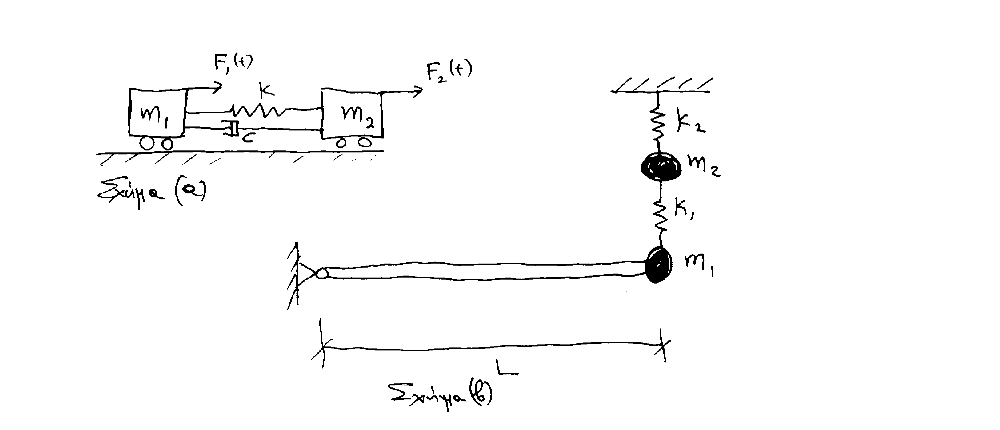 F₁(t)
F₂(t)
K
m₁
m₂
c
Σχήμα (α)
K₂
m₂
K₁
m₁
L
Σχήμα (β)